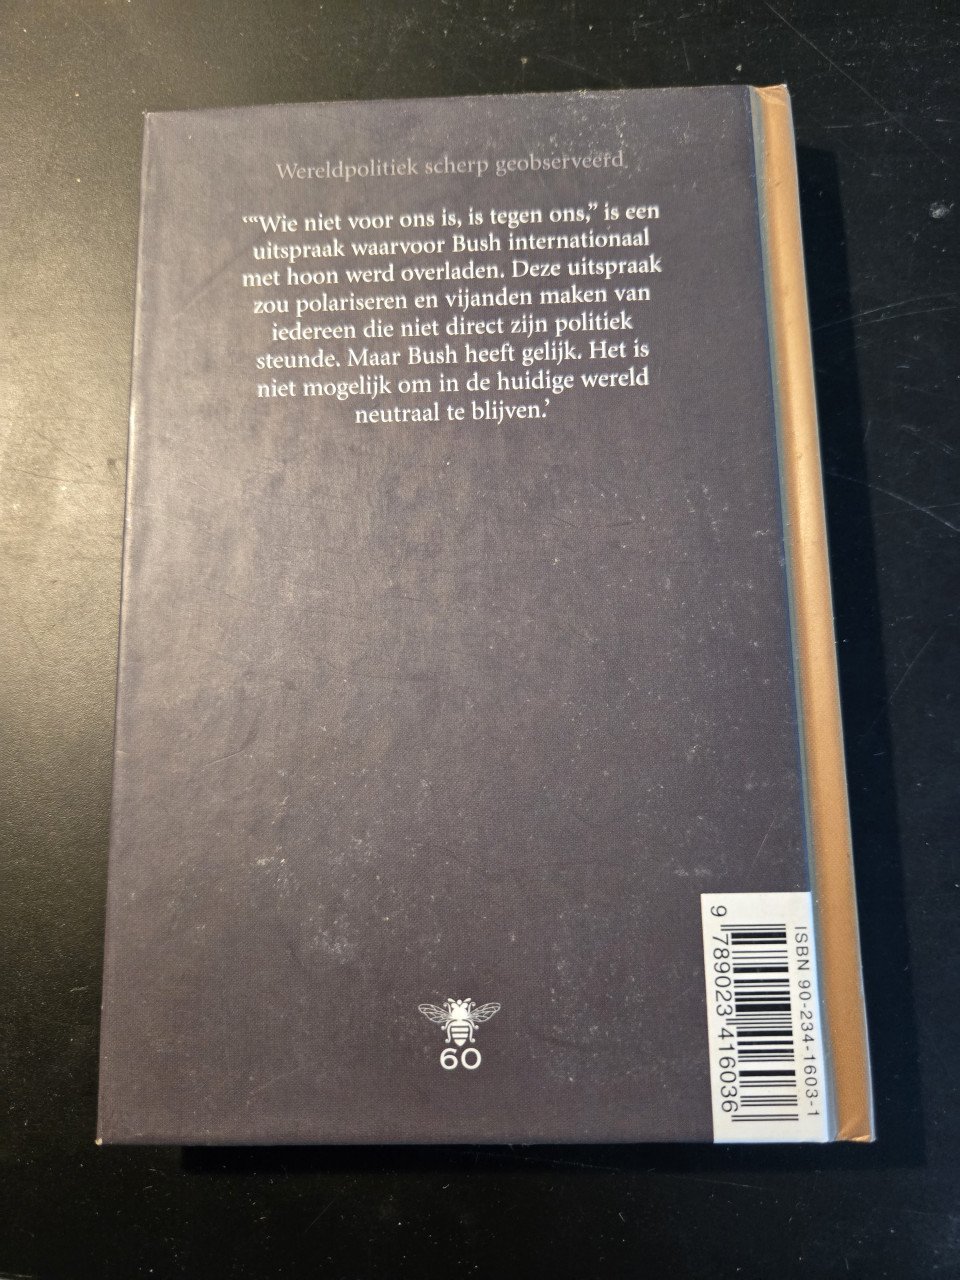 Wereldpolitiek scherp geobserveerd
‘“Wie niet voor ons is, is tegen ons,” is een
uitspraak waarvoor Bush internationaal
met hoon werd overladen. Deze uitspraak
zou polariseren en vijanden maken van
iedereen die niet direct zijn politiek
steunde. Maar Bush heeft gelijk. Het is
niet mogelijk om in de huidige wereld
neutraal te blijven.’
60
ISBN 90-234-1603-1
9 789023 416036